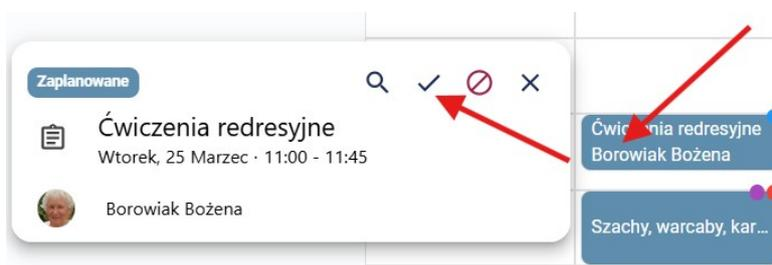 Zaplanowane
Ćwiczenia redresyjne
Wtorek, 25 Marzec · 11:00 - 11:45
Borowiak Bożena
Ćwiczenia redresyjne
Borowiak Bożena
Szachy, warcaby, kar...